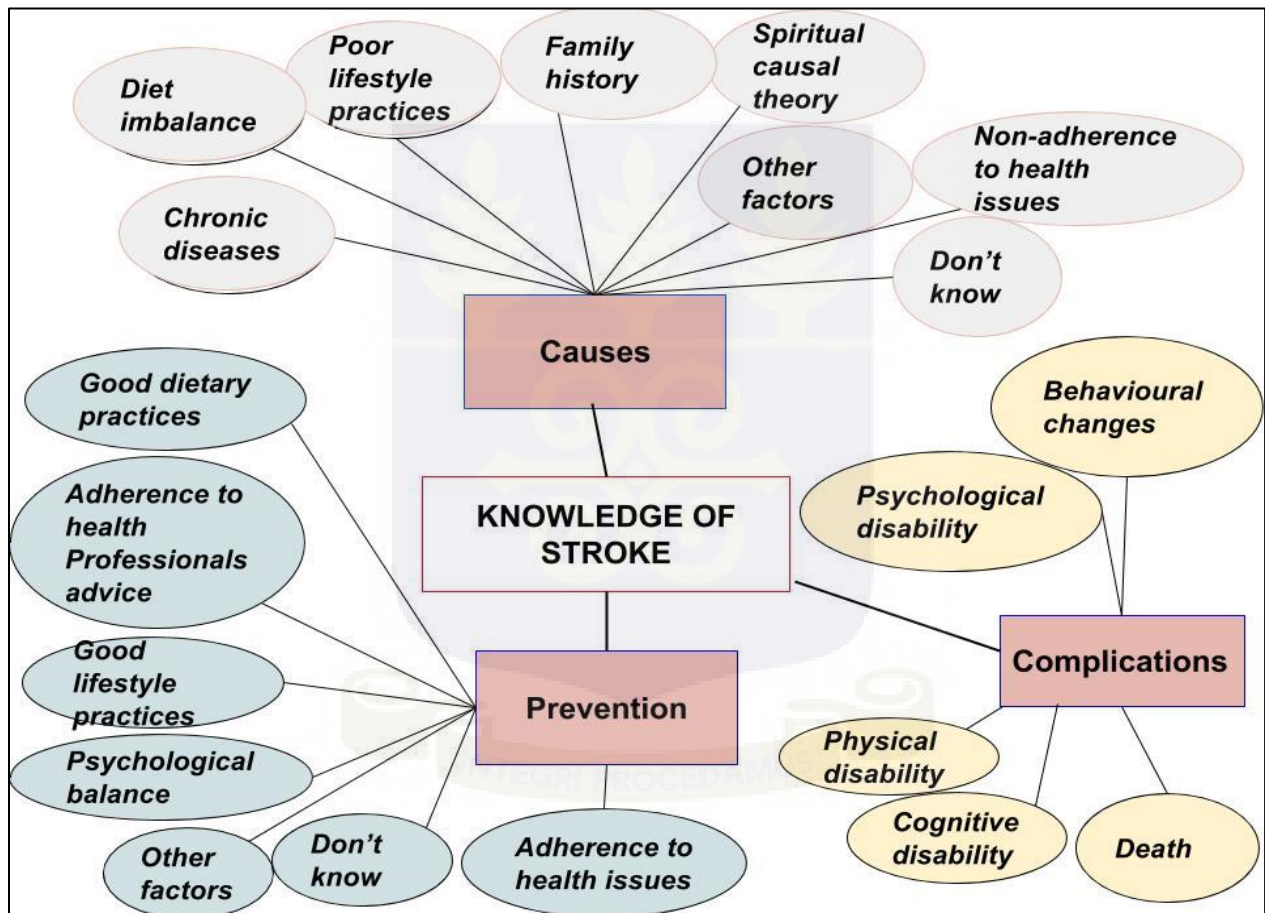 Poor
lifestyle
practices
Family
history
Spiritual
causal
theory
Diet
imbalance
Other
factors
Non-adherence
to health
issues
Chronic
diseases
Don't
know
Causes
Good dietary
practices
Behavioural
changes
Adherence to
health
Professionals
advice
KNOWLEDGE OF
STROKE
Psychological
disability
Good
lifestyle
practices
Prevention
Complications
Psychological
balance
Physical
disability
Other
factors
Don't
know
Adherence to
health issues
Cognitive
disability
Death
INTEGRI PROCEDAMUS